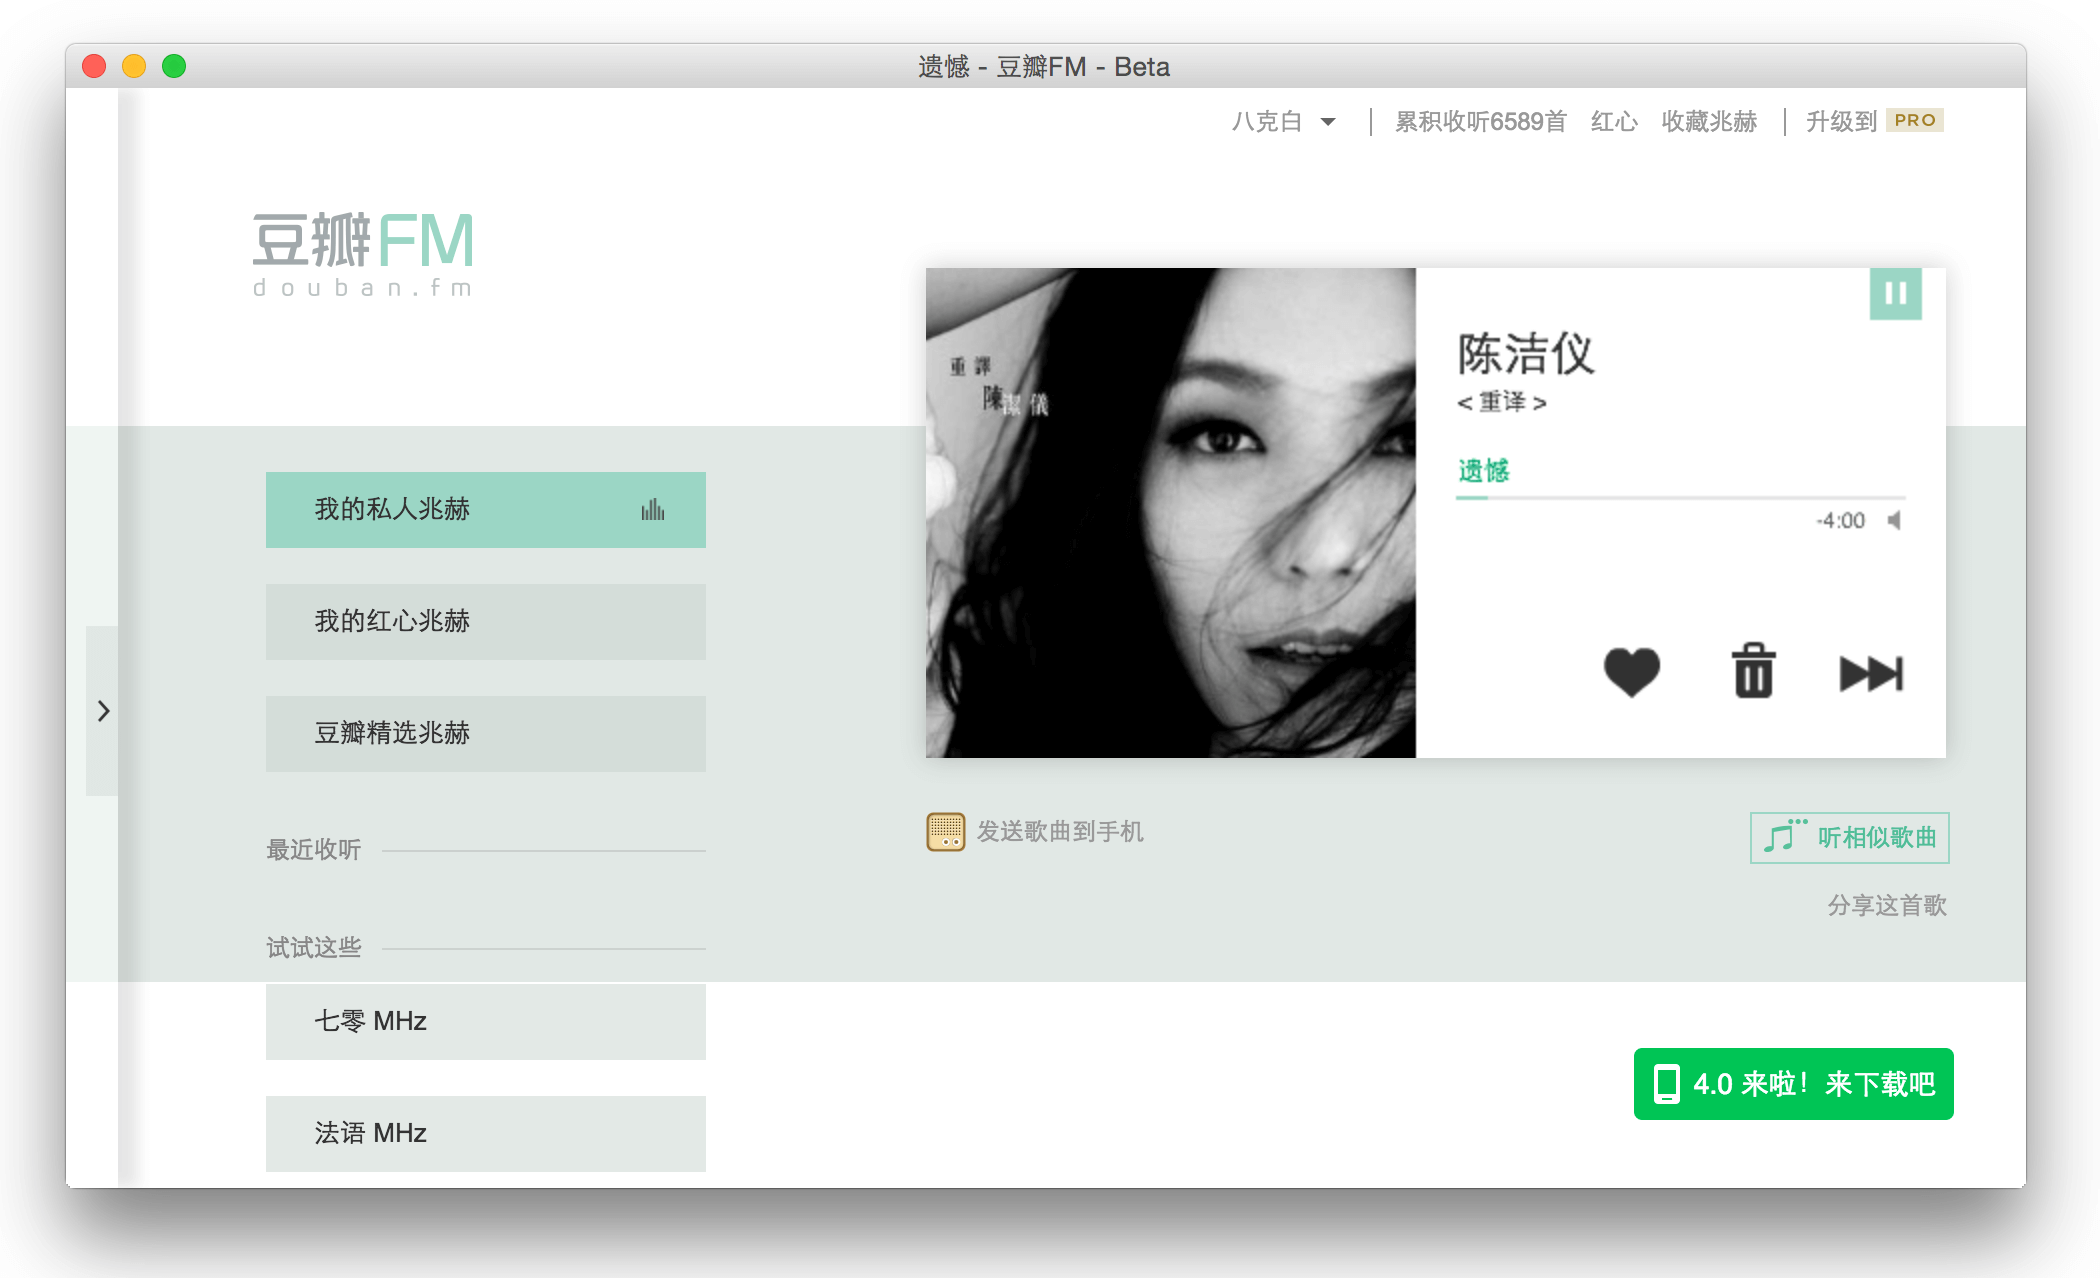 遗憾 - 豆瓣FM - Beta
八克白
累积收听6589首 红心 收藏兆赫
升级到 PRO
豆瓣FM
douban.fm
我的私人兆赫
我的红心兆赫
豆瓣精选兆赫
最近收听
试试这些
七零 MHz
法语 MHz
重譯
陳潔儀
陈洁仪
< 重译 >
遗憾
-4:00
发送歌曲到手机
听相似歌曲
分享这首歌
4.0 来啦！来下载吧